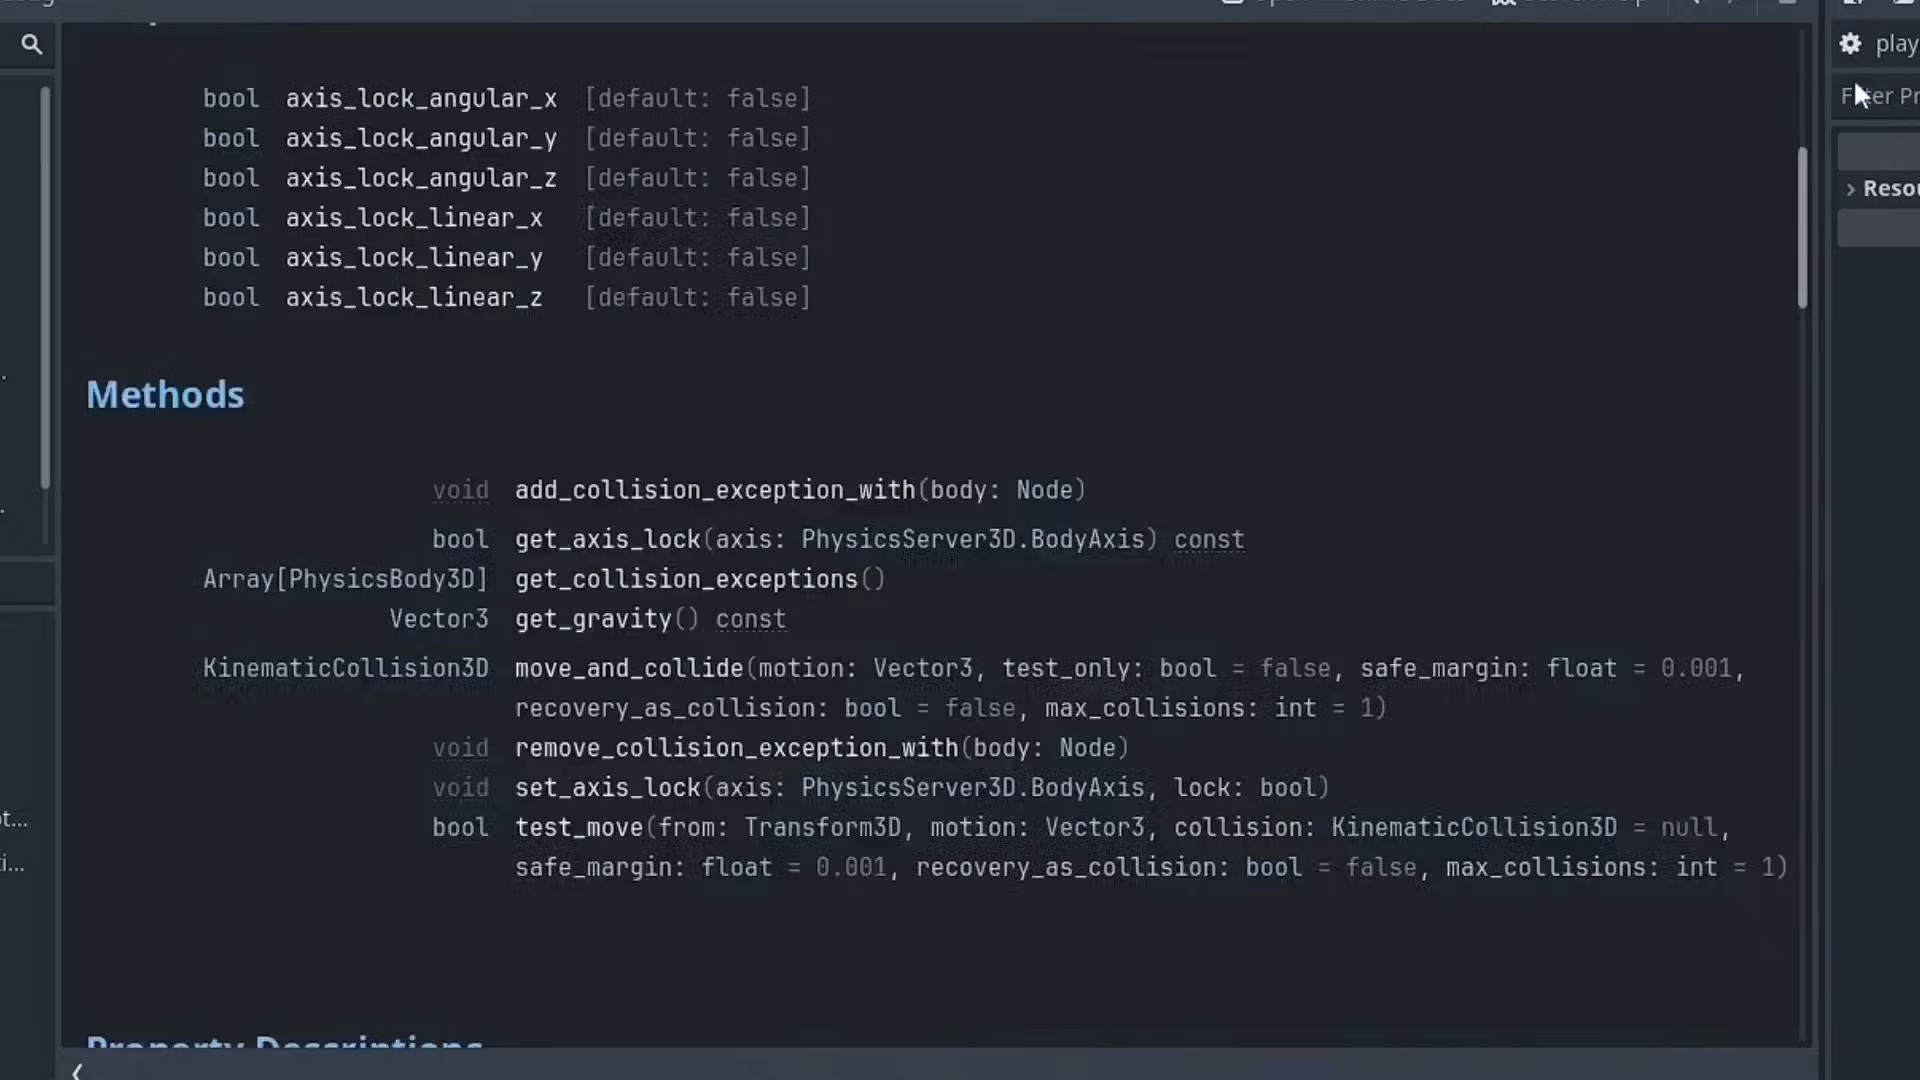 play
bool axis_lock_angular_x [default: false]
bool axis_lock_angular_y [default: false]
bool axis_lock_angular_z [default: false]
bool axis_lock_linear_x [default: false]
bool axis_lock_linear_y [default: false]
bool axis_lock_linear_z [default: false]
Resou
Methods
void add_collision_exception_with(body: Node)
bool get_axis_lock(axis: PhysicsServer3D.BodyAxis) const
Array[PhysicsBody3D] get_collision_exceptions()
Vector3 get_gravity() const
KinematicCollision3D move_and_collide(motion: Vector3, test_only: bool = false, safe_margin: float = 0.001,
recovery_as_collision: bool = false, max_collisions: int = 1)
void remove_collision_exception_with(body: Node)
void set_axis_lock(axis: PhysicsServer3D.BodyAxis, lock: bool)
bool test_move(from: Transform3D, motion: Vector3, collision: KinematicCollision3D = null,
safe_margin: float = 0.001, recovery_as_collision: bool = false, max_collisions: int = 1)
Property Descriptions